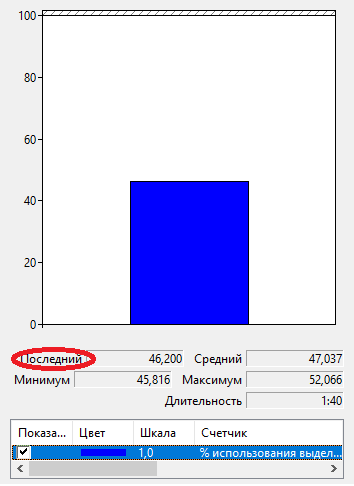 100
80
60
40
20
0
Последний 46,200 Средний 47,037
Минимум 45,816 Максимум 52,066
Длительность 1:40
Показа... Цвет Шкала Счетчик
1,0 % использования выдел...